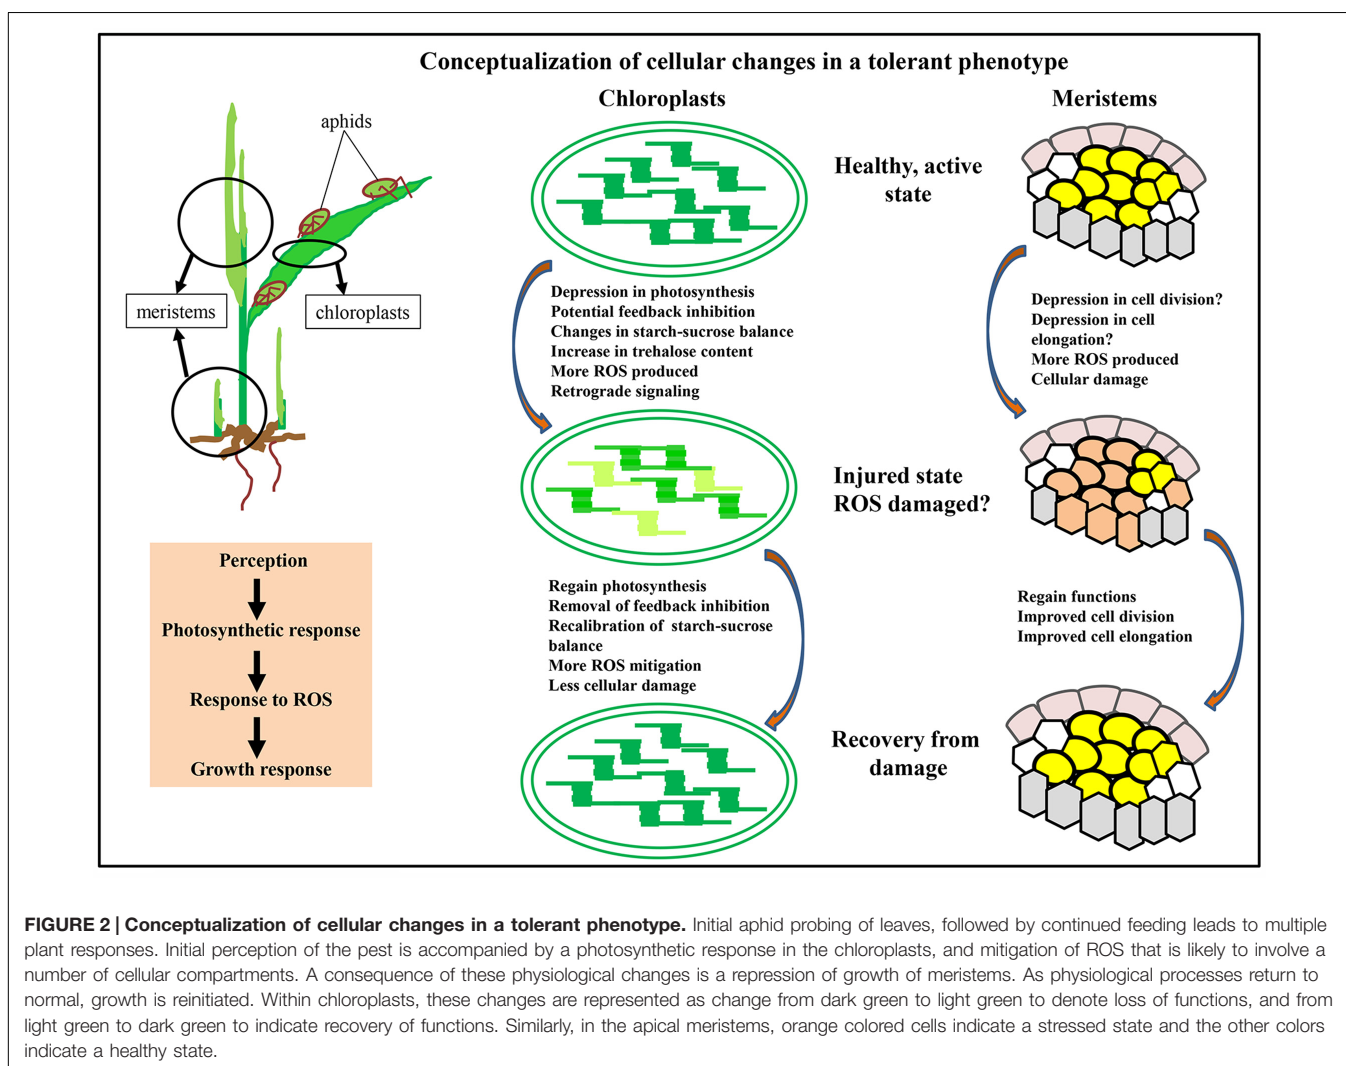 Conceptualization of cellular changes in a tolerant phenotype
aphids
meristems
chloroplasts
Perception
Photosynthetic response
Response to ROS
Growth response
Chloroplasts
Depression in photosynthesis
Potential feedback inhibition
Changes in starch-sucrose balance
Increase in trehalose content
More ROS produced
Retrograde signaling
Regain photosynthesis
Removal of feedback inhibition
Recalibration of starch-sucrose
balance
More ROS mitigation
Less cellular damage
Healthy, active
state
Injured state
ROS damaged?
Recovery from
damage
Meristems
Depression in cell division?
Depression in cell
elongation?
More ROS produced
Cellular damage
Regain functions
Improved cell division
Improved cell elongation
FIGURE 2 | Conceptualization of cellular changes in a tolerant phenotype. Initial aphid probing of leaves, followed by continued feeding leads to multiple
plant responses. Initial perception of the pest is accompanied by a photosynthetic response in the chloroplasts, and mitigation of ROS that is likely to involve a
number of cellular compartments. A consequence of these physiological changes is a repression of growth of meristems. As physiological processes return to
normal, growth is reinitiated. Within chloroplasts, these changes are represented as change from dark green to light green to denote loss of functions, and from
light green to dark green to indicate recovery of functions. Similarly, in the apical meristems, orange colored cells indicate a stressed state and the other colors
indicate a healthy state.